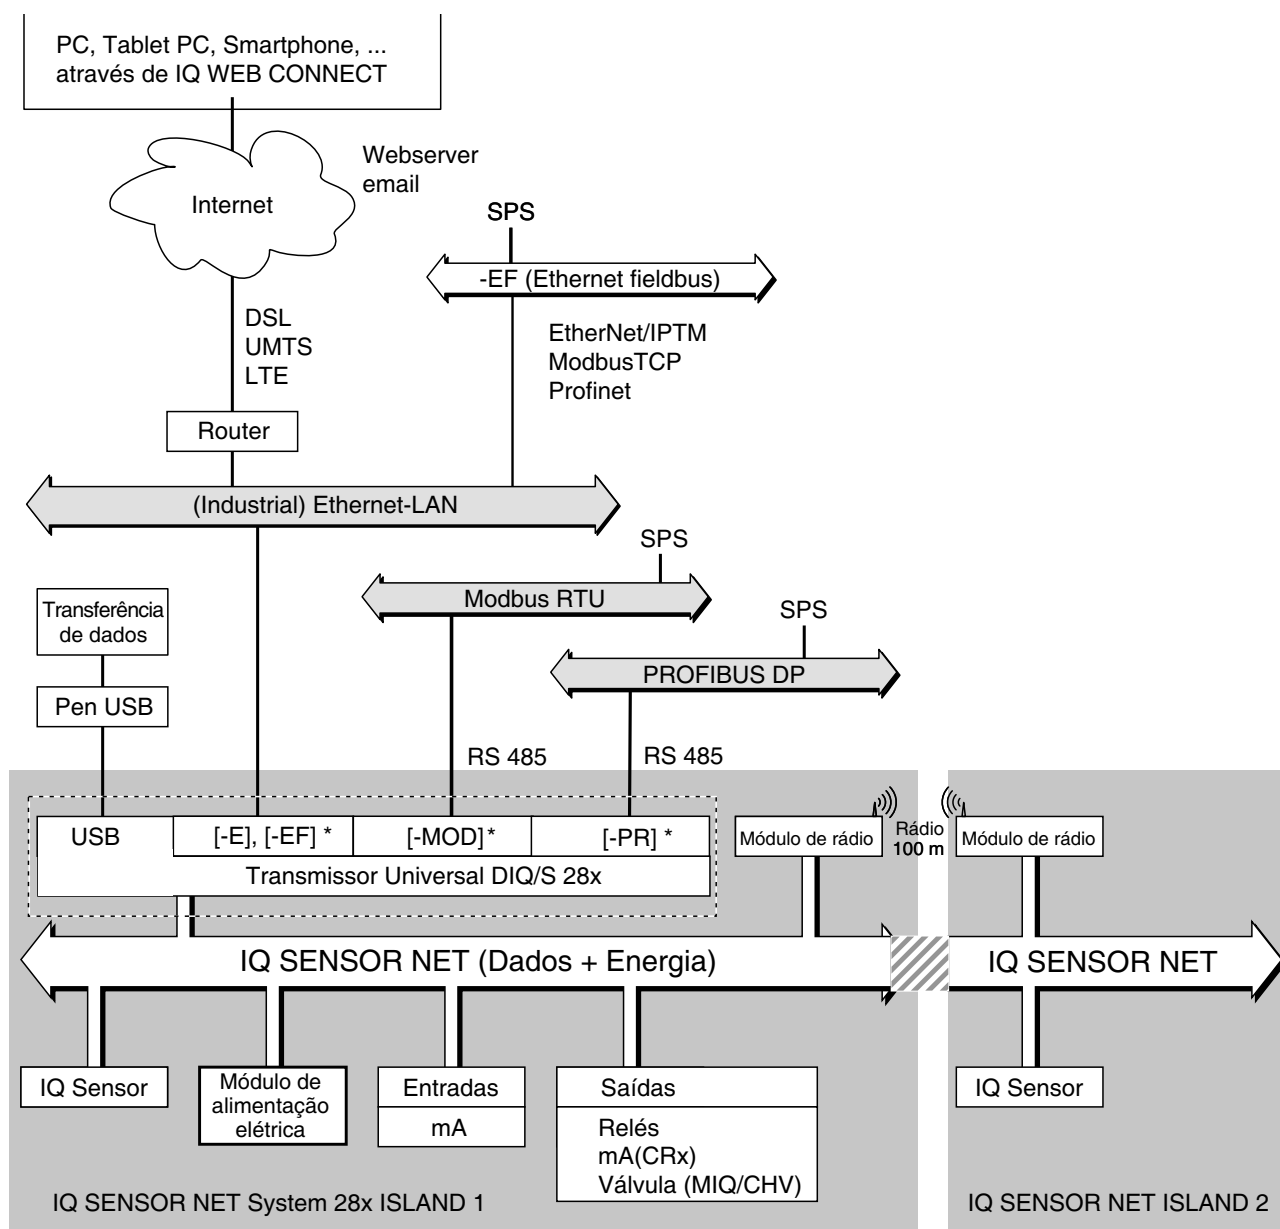 PC, Tablet PC, Smartphone, ...
através de IQ WEB CONNECT
Webserver
email
Internet
SPS
-EF (Ethernet fieldbus)
DSL
UMTS
LTE
EtherNet/IPTM
ModbusTCP
Profinet
Router
(Industrial) Ethernet-LAN
SPS
Modbus RTU
Transferência
de dados
SPS
PROFIBUS DP
Pen USB
RS 485
RS 485
USB
[-E], [-EF] *
[-MOD] *
[-PR] *
Transmissor Universal DIQ/S 28x
Módulo de rádio
Rádio
100 m
Módulo de rádio
IQ SENSOR NET (Dados + Energia)
IQ SENSOR NET
IQ Sensor
Módulo de
alimentação
elétrica
Entradas
mA
Saídas
Relés
mA(CRx)
Válvula (MIQ/CHV)
IQ Sensor
IQ SENSOR NET System 28x ISLAND 1
IQ SENSOR NET ISLAND 2